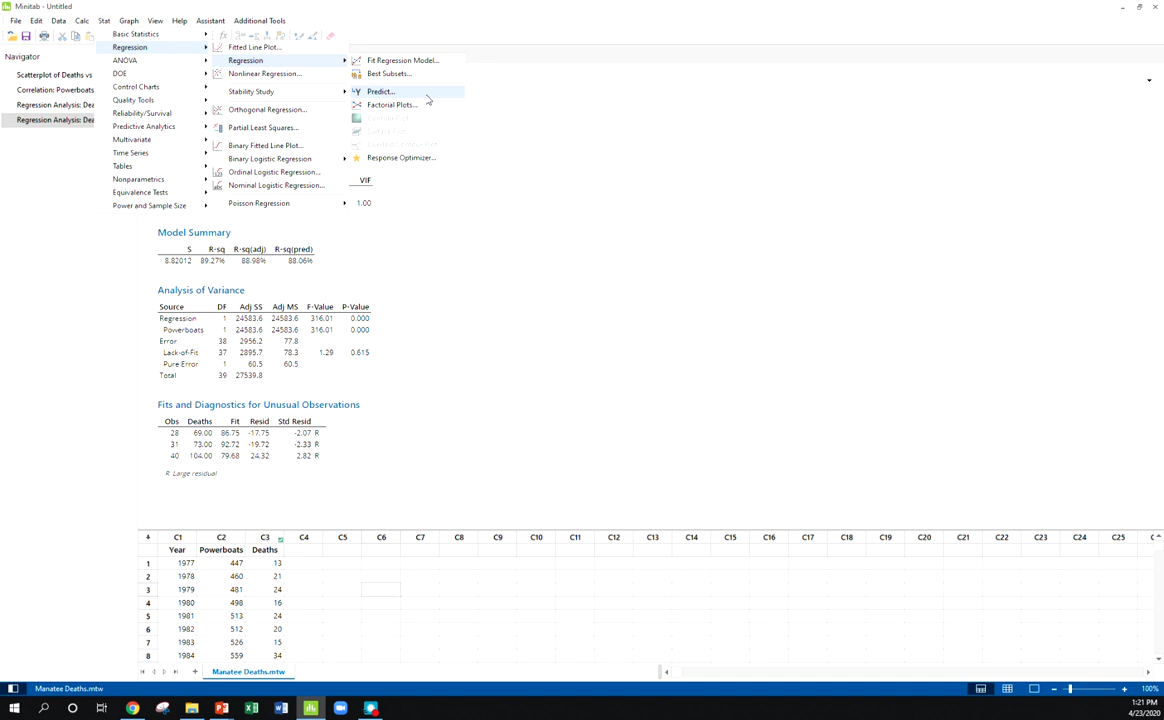 Minitab - Untitled
File Edit Data Calc Stat Graph View Help Assistant Additional Tools
Basic Statistics
Regression
ANOVA
DOE
Control Charts
Quality Tools
Reliability/Survival
Predictive Analytics
Multivariate
Time Series
Tables
Nonparametrics
Equivalence Tests
Power and Sample Size
Fitted Line Plot...
Regression
Nonlinear Regression...
Stability Study
Orthogonal Regression...
Partial Least Squares...
Binary Fitted Line Plot...
Binary Logistic Regression
Ordinal Logistic Regression...
Nominal Logistic Regression...
Poisson Regression
Fit Regression Model...
Best Subsets...
Predict...
Factorial Plots...
Contour Plot...
Surface Plot...
Response Optimizer...
Navigator
Scatterplot of Deaths vs
Correlation: Powerboats
Regression Analysis: Dea
Regression Analysis: Dea
VIF
1.00
Model Summary
S R-sq R-sq(adj) R-sq(pred)
8.82012 89.27% 88.98% 88.06%
Analysis of Variance
Source DF Adj SS Adj MS F-Value P-Value
Regression 1 24583.6 24583.6 316.01 0.000
Powerboats 1 24583.6 24583.6 316.01 0.000
Error 38 2956.2 77.8
Lack-of-Fit 37 2895.7 78.3 1.29 0.615
Pure Error 1 60.5 60.5
Total 39 27539.8
Fits and Diagnostics for Unusual Observations
Obs Deaths Fit Resid Std Resid
28 69.00 86.75 -17.75 -2.07 R
31 73.00 92.72 -19.72 -2.33 R
40 104.00 79.68 24.32 2.82 R
R Large residual
C1 C2 C3 C4 C5 C6 C7 C8 C9 C10 C11 C12 C13 C14 C15 C16 C17 C18 C19 C20 C21 C22 C23 C24 C25
Year Powerboats Deaths
1 1977 447 13
2 1978 460 21
3 1979 481 24
4 1980 498 16
5 1981 513 24
6 1982 512 20
7 1983 526 15
8 1984 559 34
Manatee Deaths.mtw
Manatee Deaths.mtw
100%
1:21 PM
4/23/2020